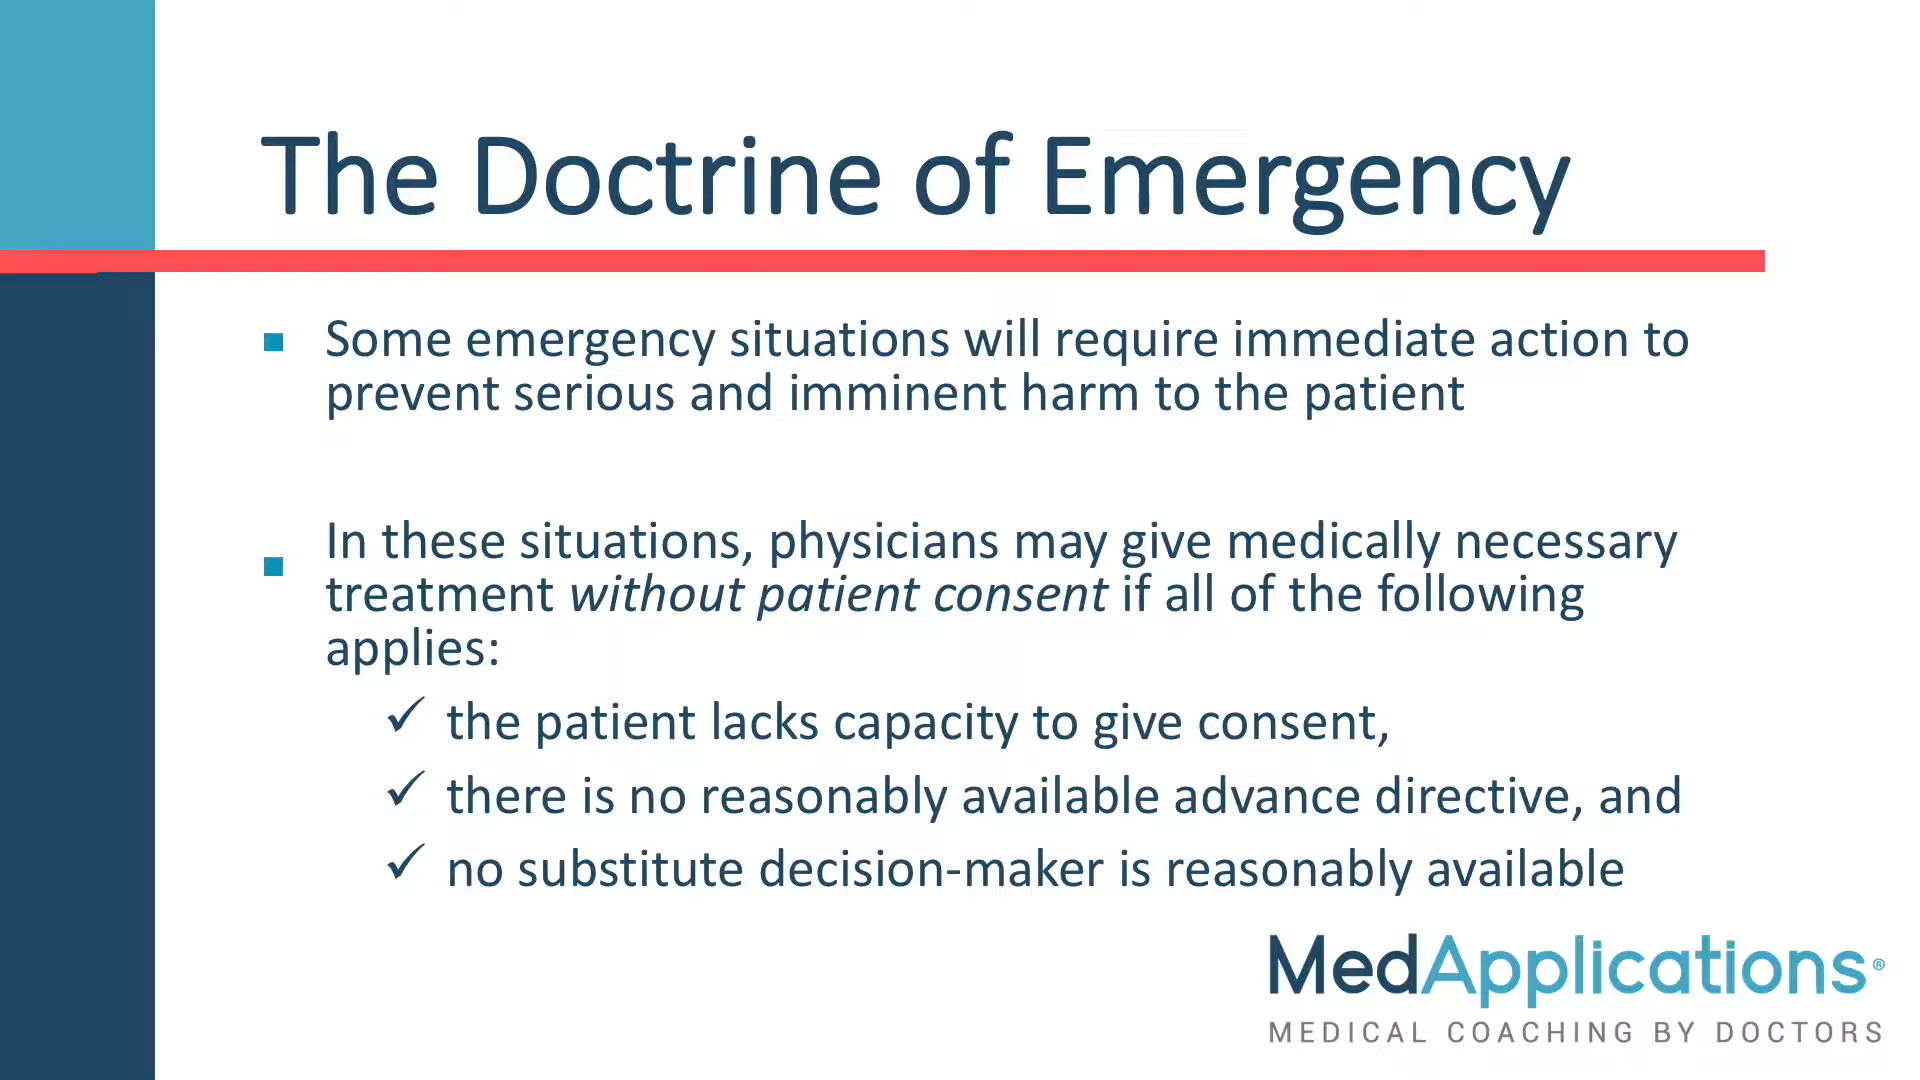 The Doctrine of Emergency
Some emergency situations will require immediate action to
prevent serious and imminent harm to the patient
In these situations, physicians may give medically necessary
treatment without patient consent if all of the following
applies:
✓ the patient lacks capacity to give consent,
✓ there is no reasonably available advance directive, and
✓ no substitute decision-maker is reasonably available
MedApplications®
MEDICAL COACHING BY DOCTORS